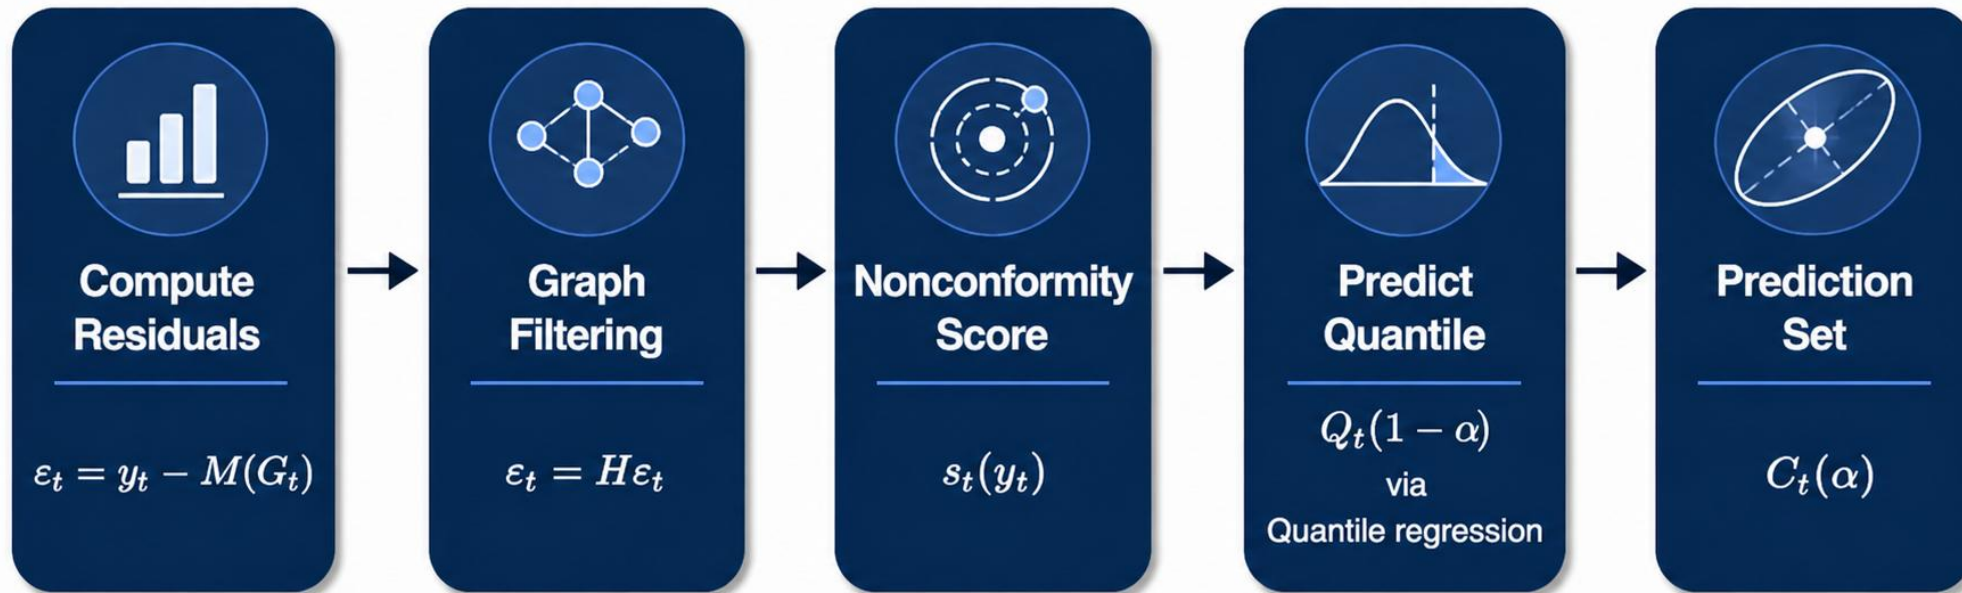 Compute
Residuals
εₜ = yₜ − M(Gₜ)
Graph
Filtering
εₜ = Hεₜ
Nonconformity
Score
sₜ(yₜ)
Predict
Quantile
Qₜ(1 − α)
via
Quantile regression
Prediction
Set
Cₜ(α)